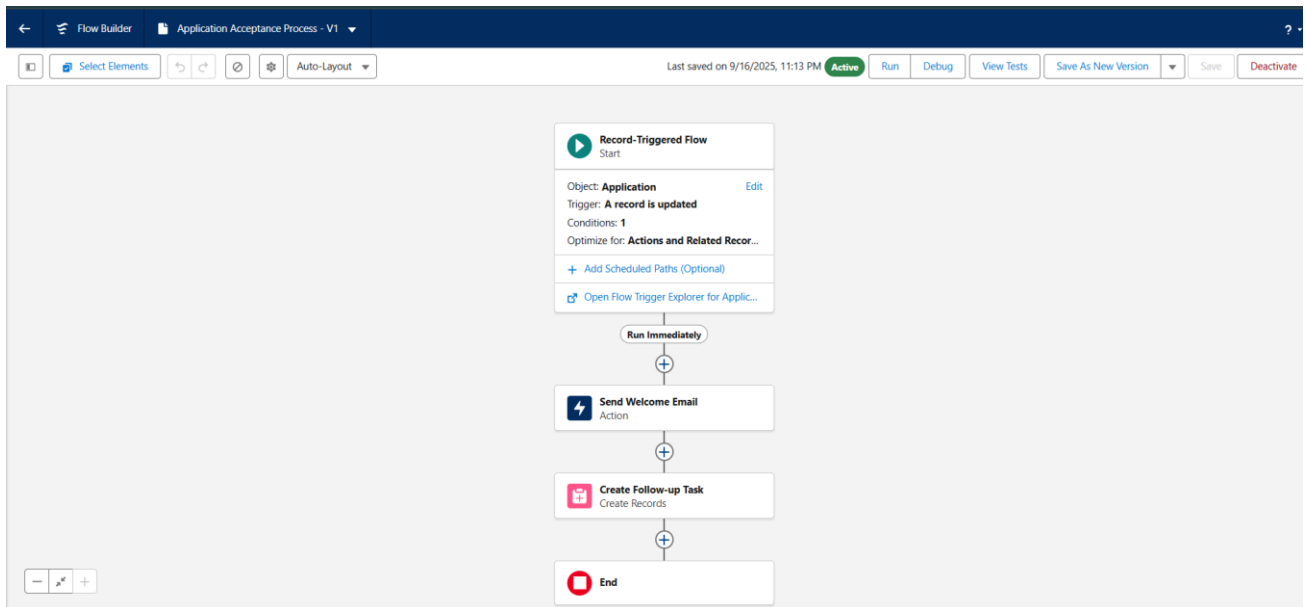 Flow Builder Application Acceptance Process - V1 ?
Select Elements Auto-Layout Last saved on 9/16/2025, 11:13 PM Active Run Debug View Tests Save As New Version Save Deactivate
Record-Triggered Flow
Start
Object: Application Edit
Trigger: A record is updated
Conditions: 1
Optimize for: Actions and Related Recor...
+ Add Scheduled Paths (Optional)
Open Flow Trigger Explorer for Applic...
Run Immediately
Send Welcome Email
Action
Create Follow-up Task
Create Records
End